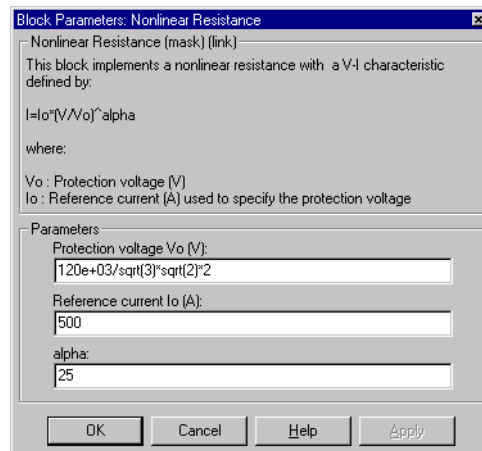 Block Parameters: Nonlinear Resistance
Nonlinear Resistance (mask) (link)
This block implements a nonlinear resistance with a V-I characteristic
defined by:
I=Io*(V/Vo)^alpha
where:
Vo : Protection voltage (V)
Io : Reference current (A) used to specify the protection voltage
Parameters
Protection voltage Vo (V):
120e+03/sqrt(3)*sqrt(2)*2
Reference current Io (A):
500
alpha:
25
OK Cancel Help Apply